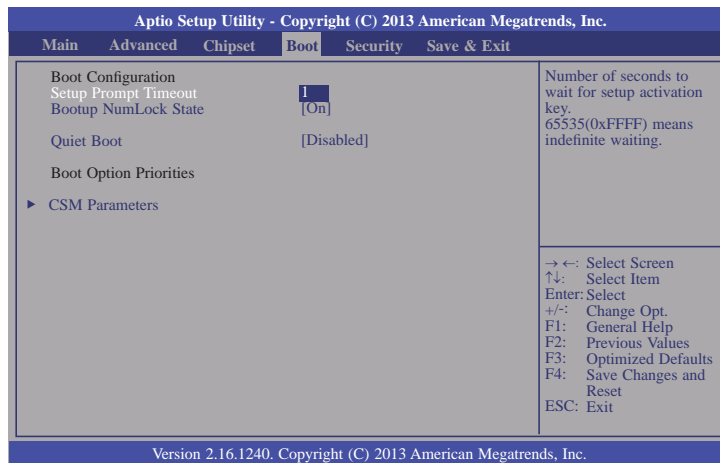 Aptio Setup Utility - Copyright (C) 2013 American Megatrends, Inc.
Main Advanced Chipset Boot Security Save & Exit
Boot Configuration
Setup Prompt Timeout 1
Bootup NumLock State [On]
Quiet Boot [Disabled]
Boot Option Priorities
▶ CSM Parameters
Number of seconds to
wait for setup activation
key.
65535(0xFFFF) means
indefinite waiting.
→ ←: Select Screen
↑↓: Select Item
Enter: Select
+/-: Change Opt.
F1: General Help
F2: Previous Values
F3: Optimized Defaults
F4: Save Changes and
Reset
ESC: Exit
Version 2.16.1240. Copyright (C) 2013 American Megatrends, Inc.